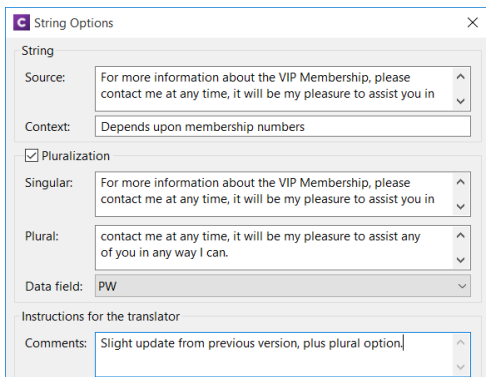 C String Options
String
Source: For more information about the VIP Membership, please
contact me at any time, it will be my pleasure to assist you in
Context: Depends upon membership numbers
Pluralization
Singular: For more information about the VIP Membership, please
contact me at any time, it will be my pleasure to assist you in
Plural: contact me at any time, it will be my pleasure to assist any
of you in any way I can.
Data field: PW
Instructions for the translator
Comments: Slight update from previous version, plus plural option.